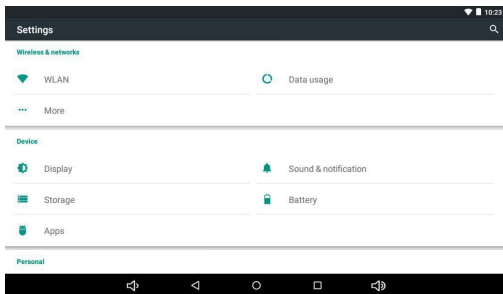 10:23
Settings
Wireless & networks
WLAN
Data usage
More
Device
Display
Sound & notification
Storage
Battery
Apps
Personal